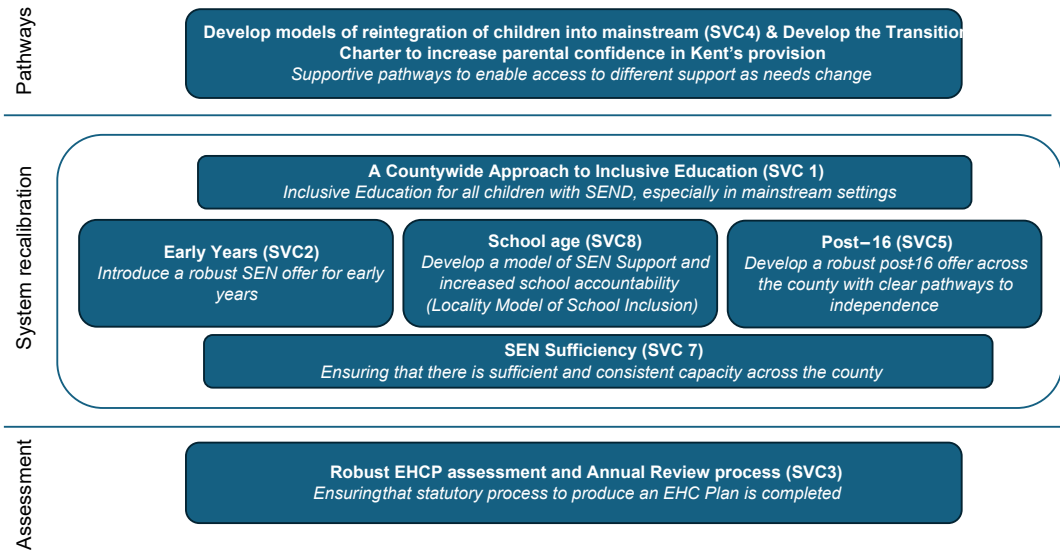 Pathways
Develop models of reintegration of children into mainstream (SVC4) & Develop the Transition
Charter to increase parental confidence in Kent's provision
Supportive pathways to enable access to different support as needs change
System recalibration
A Countywide Approach to Inclusive Education (SVC 1)
Inclusive Education for all children with SEND, especially in mainstream settings
Early Years (SVC2)
Introduce a robust SEN offer for early
years
School age (SVC8)
Develop a model of SEN Support and
increased school accountability
(Locality Model of School Inclusion)
Post–16 (SVC5)
Develop a robust post-16 offer across
the county with clear pathways to
independence
SEN Sufficiency (SVC 7)
Ensuring that there is sufficient and consistent capacity across the county
Assessment
Robust EHCP assessment and Annual Review process (SVC3)
Ensuringthat statutory process to produce an EHC Plan is completed